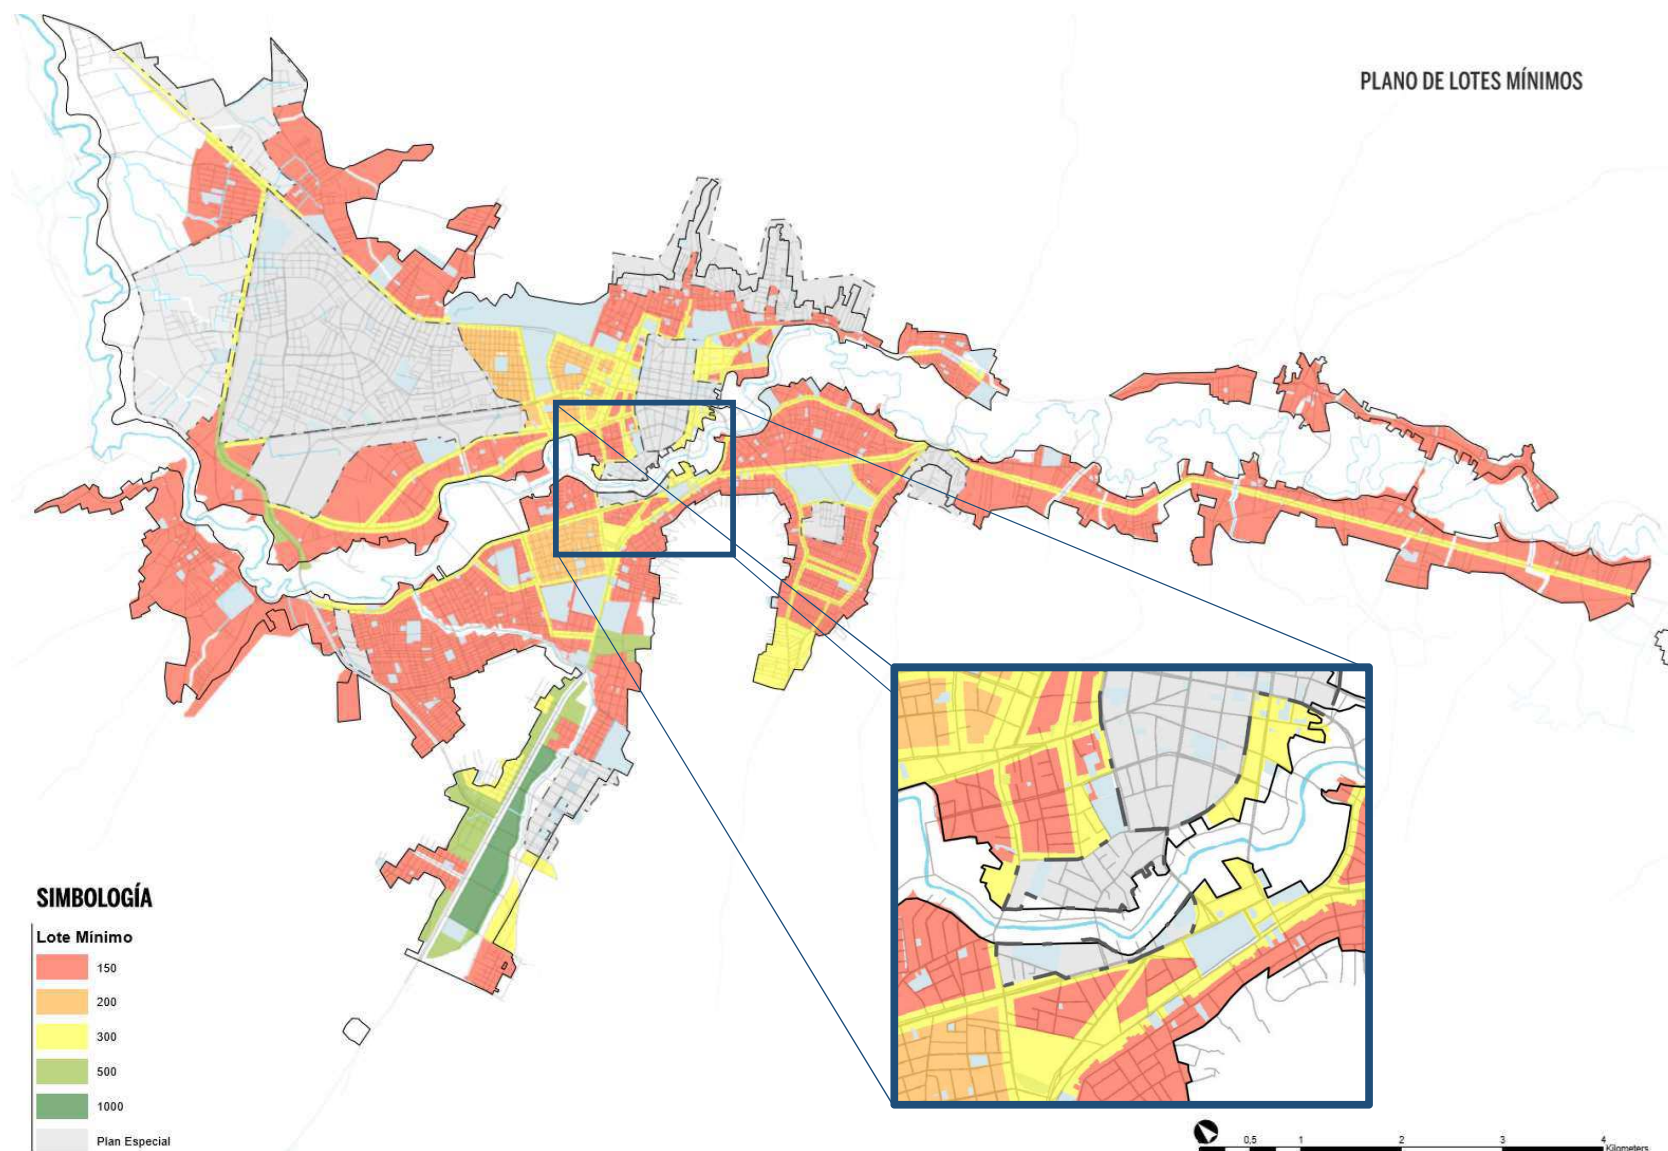 PLANO DE LOTES MÍNIMOS
SIMBOLOGÍA
Lote Mínimo
150
200
300
500
1000
Plan Especial
0,5 1 2 3 4
Kilometers